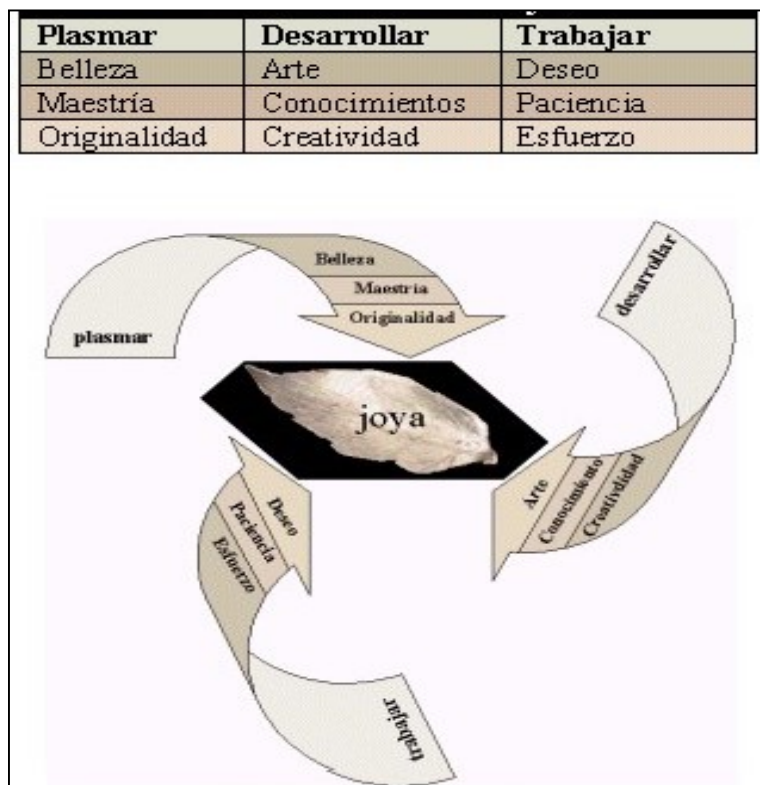 Plasmar Desarrollar Trabajar
Belleza Arte Deseo
Maestría Conocimientos Paciencia
Originalidad Creatividad Esfuerzo
plasmar
Belleza
Maestria
Originalidad
desarrollar
Arte
Conocimiento
Creatividad
joya
Deseo
Paciencia
Esfuerzo
trabajar